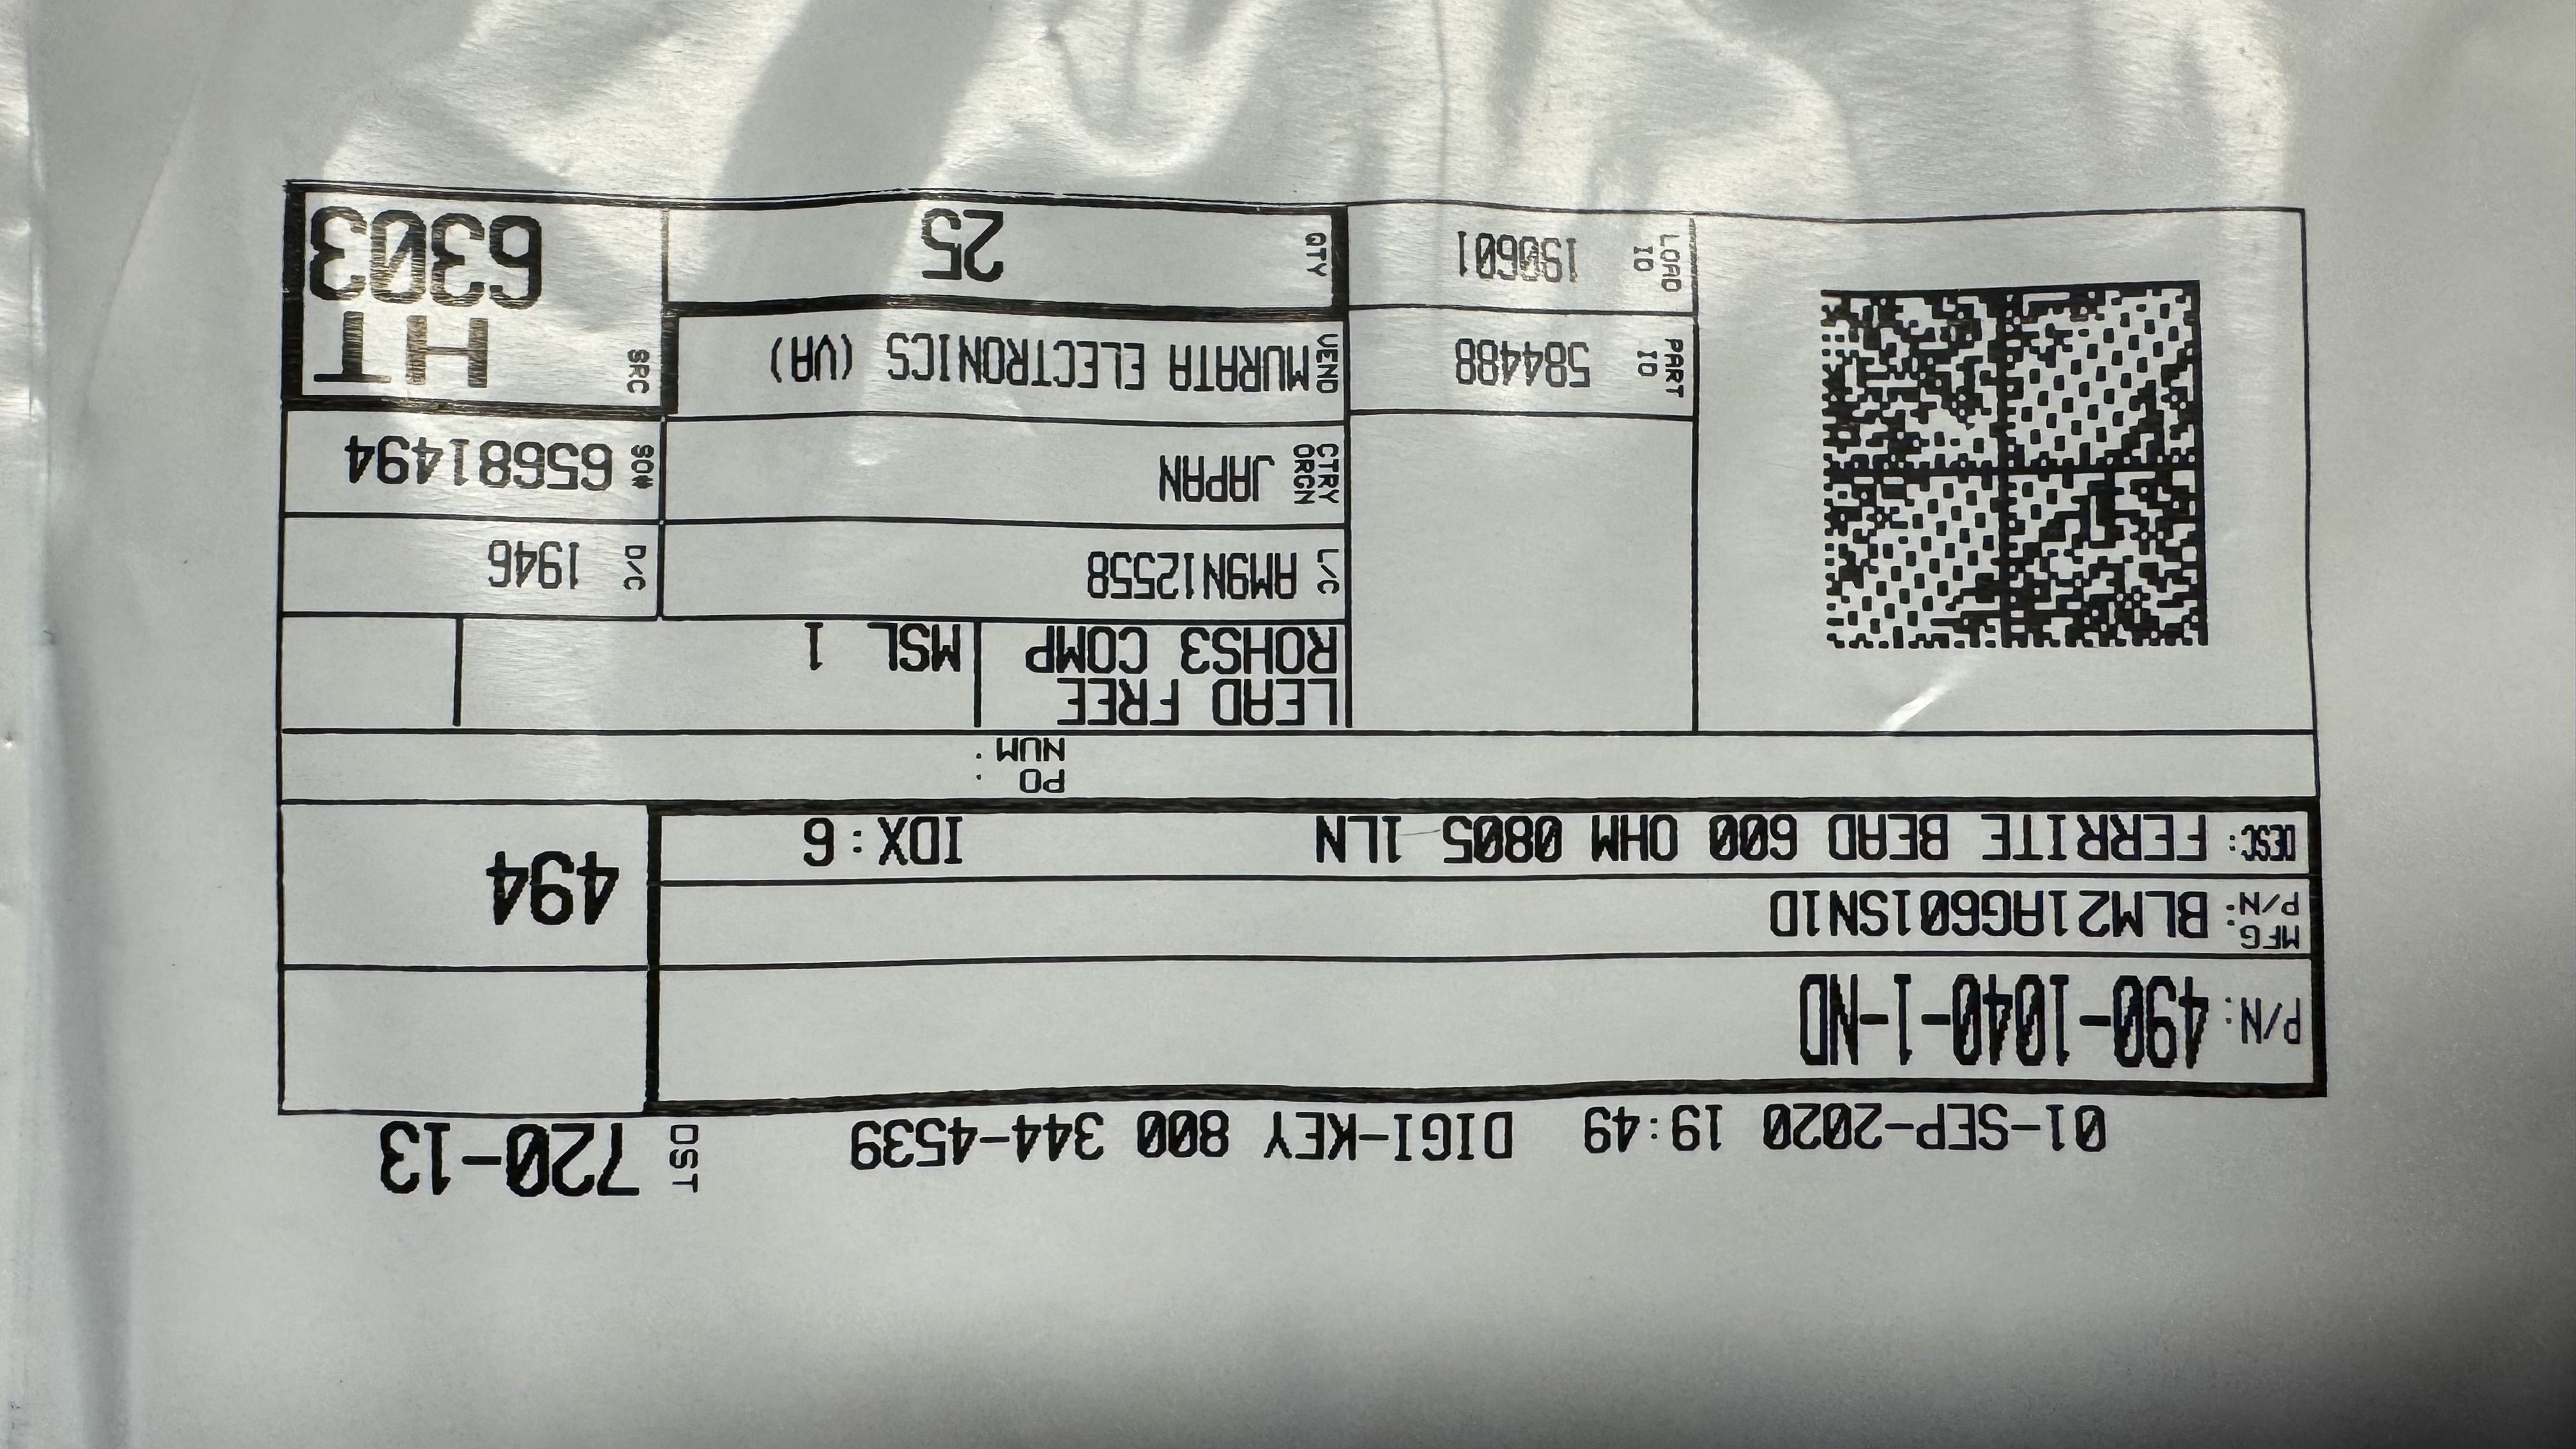 01-SEP-2020 19:49 DIGI-KEY 800 344-4539
DST 720-13
P/N: 490-1040-1-ND
MFG P/N: BLM21AG601SN1D
DESC: FERRITE BEAD 600 OHM 0805 1LN IDX:6
494
PO :
NUM :
LEAD FREE
ROHS3 COMP
MSL 1
L/C AM9N12558
D/C 1946
CTRY ORGN JAPAN
SO# 65681494
PART ID 584488
VEND MURATA ELECTRONICS (VA)
SRC HT
6303
LOAD ID
QTY 25